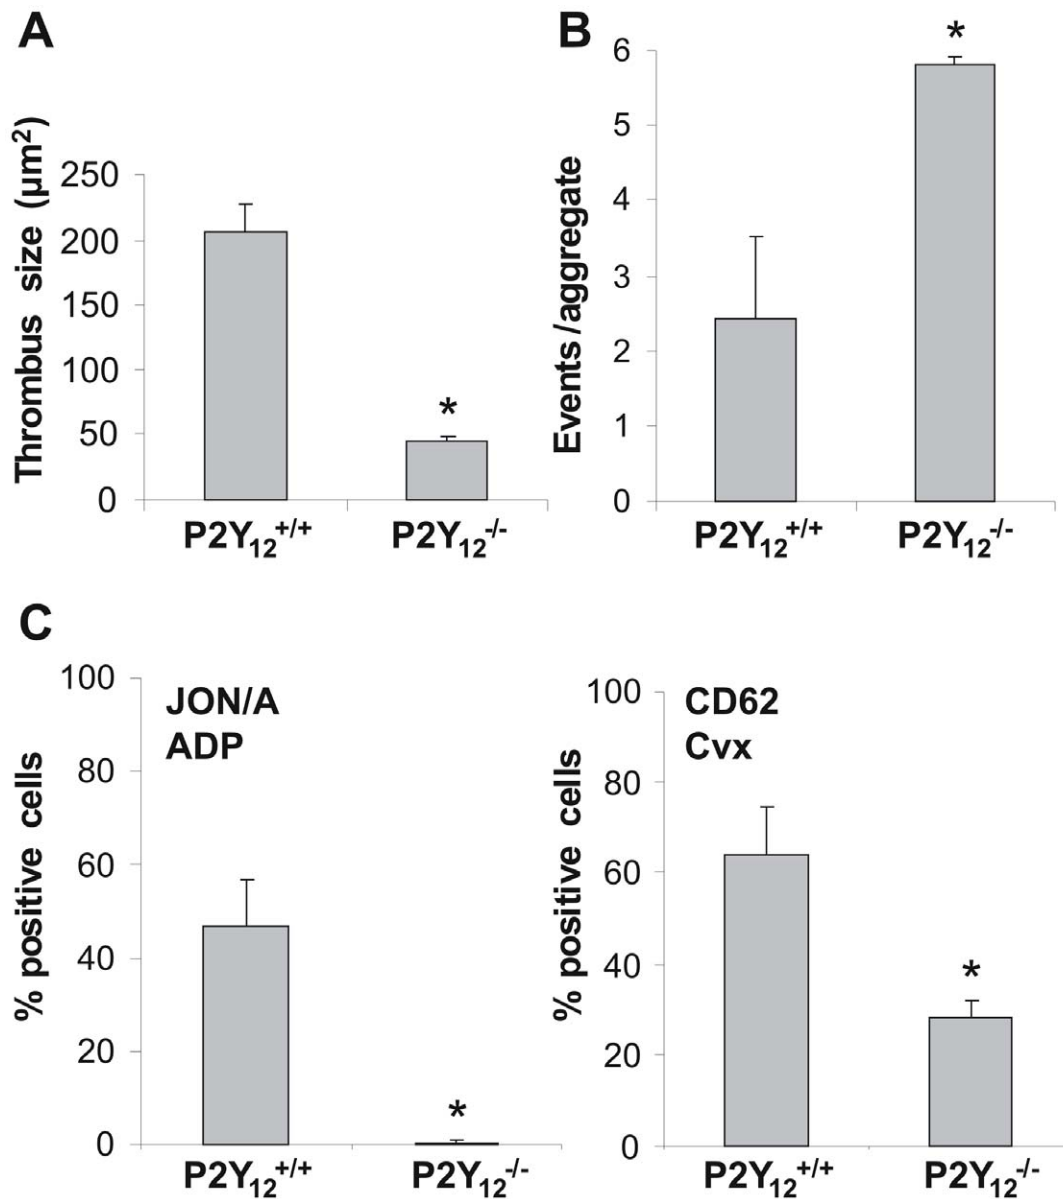 A
Thrombus size (µm²)
250
200
150
100
50
0
*
P2Y₁₂⁺/⁺
P2Y₁₂⁻/⁻
B
Events/aggregate
6
5
4
3
2
1
0
*
P2Y₁₂⁺/⁺
P2Y₁₂⁻/⁻
C
% positive cells
100
80
60
40
20
0
JON/A
ADP
*
P2Y₁₂⁺/⁺
P2Y₁₂⁻/⁻
% positive cells
100
80
60
40
20
0
CD62
Cvx
*
P2Y₁₂⁺/⁺
P2Y₁₂⁻/⁻